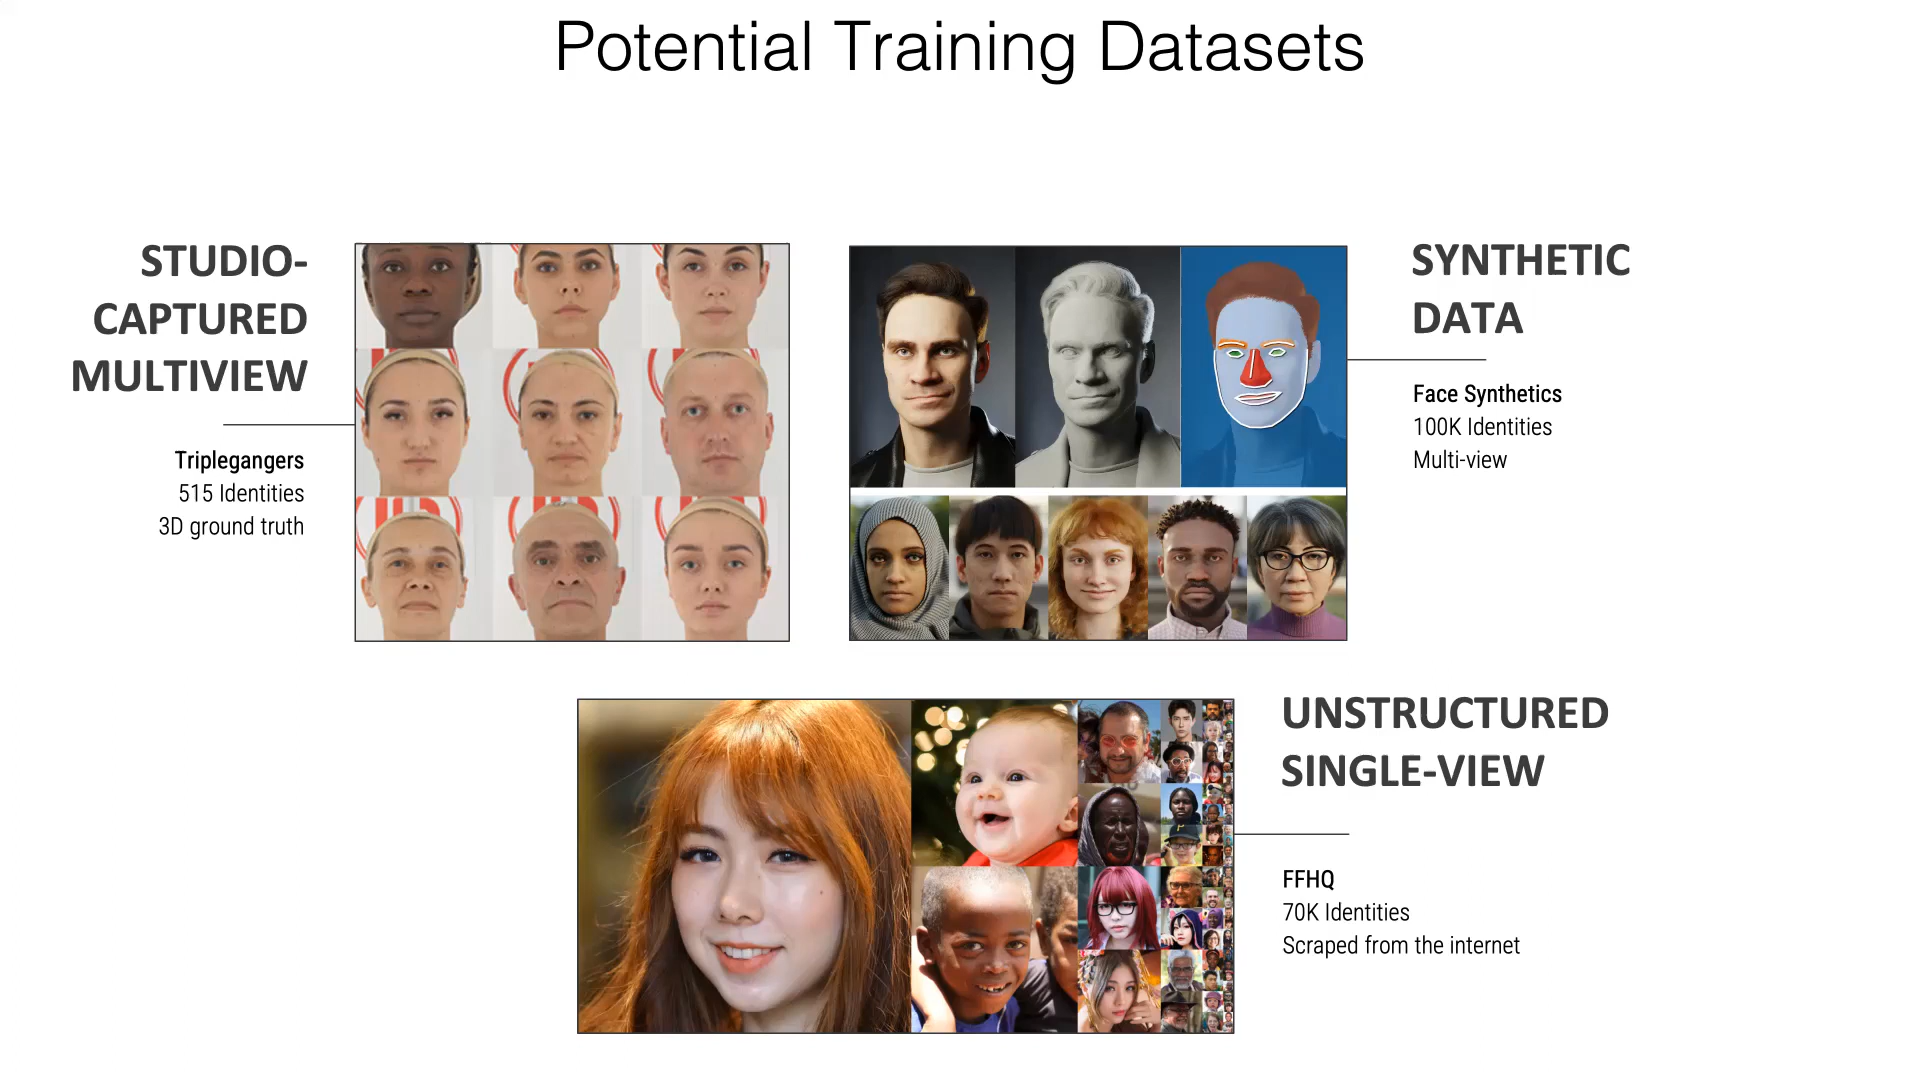 Potential Training Datasets
STUDIO-
CAPTURED
MULTIVIEW
Triplegangers
515 Identities
3D ground truth
SYNTHETIC
DATA
Face Synthetics
100K Identities
Multi-view
UNSTRUCTURED
SINGLE-VIEW
FFHQ
70K Identities
Scraped from the internet